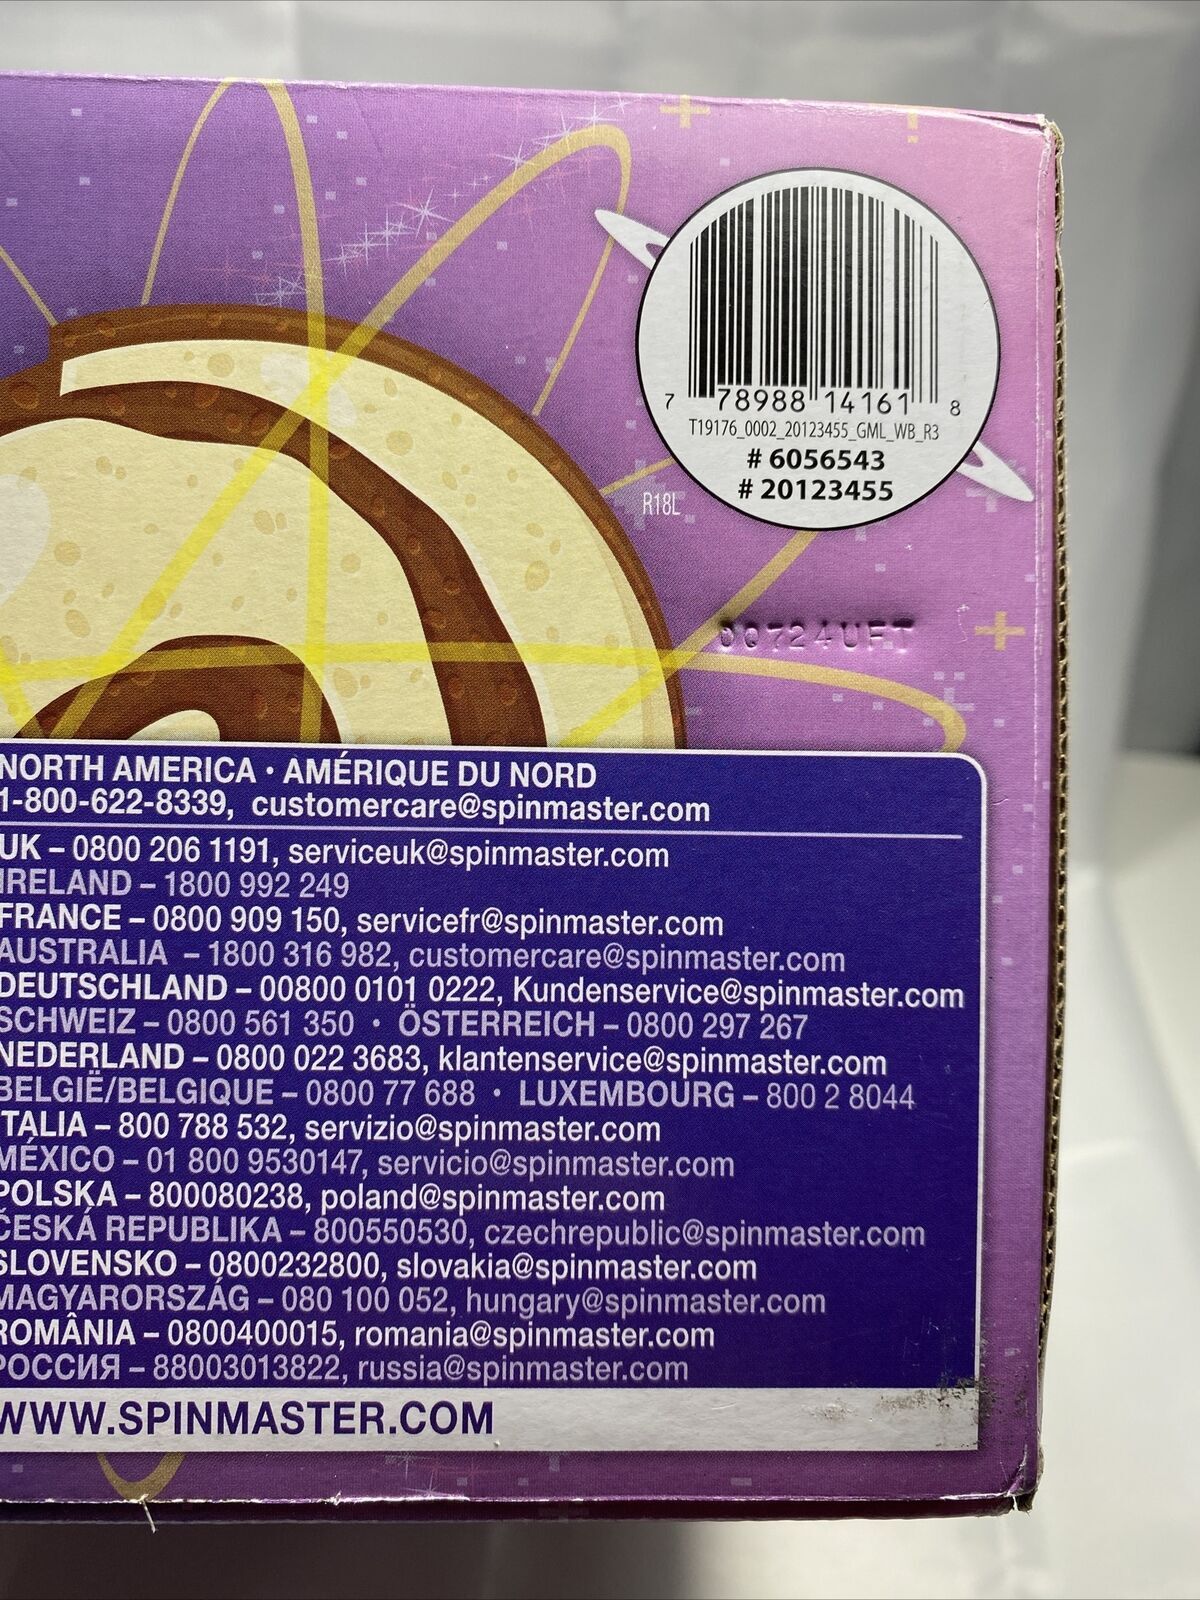 7 78988 14161 8
T19176_0002_20123455_GML_WB_R3
# 6056543
# 20123455
R18L
NORTH AMERICA • AMÉRIQUE DU NORD
1-800-622-8339, customercare@spinmaster.com
UK – 0800 206 1191, serviceuk@spinmaster.com
IRELAND – 1800 992 249
FRANCE – 0800 909 150, servicefr@spinmaster.com
AUSTRALIA – 1800 316 982, customercare@spinmaster.com
DEUTSCHLAND – 00800 0101 0222, Kundenservice@spinmaster.com
SCHWEIZ – 0800 561 350 • ÖSTERREICH – 0800 297 267
NEDERLAND – 0800 022 3683, klantenservice@spinmaster.com
BELGIË/BELGIQUE – 0800 77 688 • LUXEMBOURG – 800 2 8044
ITALIA – 800 788 532, servizio@spinmaster.com
MÉXICO – 01 800 9530147, servicio@spinmaster.com
POLSKA – 800080238, poland@spinmaster.com
ČESKÁ REPUBLIKA – 800550530, czechrepublic@spinmaster.com
SLOVENSKO – 0800232800, slovakia@spinmaster.com
MAGYARORSZÁG – 080 100 052, hungary@spinmaster.com
ROMÂNIA – 0800400015, romania@spinmaster.com
РОССИЯ – 88003013822, russia@spinmaster.com
WWW.SPINMASTER.COM